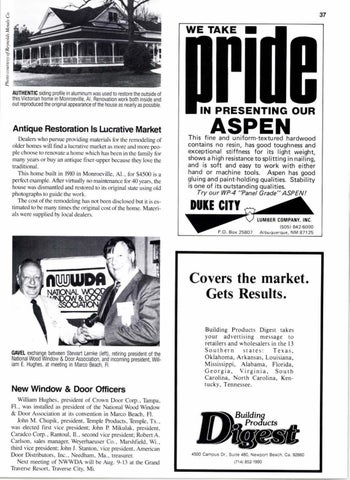 37
Photo courtesy of Reynolds Metals Co.
AUTHENTIC siding profile in aluminum was used to restore the outside of
this Victorian home in Monroeville, Al. Renovation work both inside and
out reproduced the original appearance of the house as nearly as possible.
Antique Restoration Is Lucrative Market
Dealers who pursue providing materials for the remodeling of
older homes will find a lucrative market as more and more peo-
ple choose to renovate a house which has been in the family for
many years or buy an antique fixer-upper because they love the
traditional.
This house built in 1910 in Monroeville, Al., for $4500 is a
perfect example. After virtually no maintenance for 40 years, the
house was dismantled and restored to its original state using old
photographs to guide the work.
The cost of the remodeling has not been disclosed but it is es-
timated to be many times the original cost of the home. Materi-
als were supplied by local dealers.
NWWDA
NATIONAL WOOD
WINDOW & DOOR
ASSOCIATION
GAVEL exchange between Stewart Lemke (left), retiring president of the
National Wood Window & Door Association, and incoming president, Will-
iam E. Hughes, at meeting in Marco Beach, Fl.
New Window & Door Officers
William Hughes, president of Crown Door Corp., Tampa,
Fl., was installed as president of the National Wood Window
& Door Association at its convention in Marco Beach, Fl.
John M. Chupik, president, Temple Products, Temple, Tx.,
was elected first vice president; John P. Mikulak, president,
Caradco Corp., Rantoul, Il., second vice president; Robert A.
Carlson, sales manager, Weyerhaeuser Co., Marshfield, Wi.,
third vice president; John J. Stanton, vice president, American
Door Distributors, Inc., Needham, Ma., treasurer.
Next meeting of NWWDA will be Aug. 9-13 at the Grand
Traverse Resort, Traverse City, Mi.
WE TAKE
pride
IN PRESENTING OUR
ASPEN
This fine and uniform-textured hardwood
contains no resin, has good toughness and
exceptional stiffness for its light weight,
shows a high resistance to splitting in nailing,
and is soft and easy to work with either
hand or machine tools. Aspen has good
gluing and paint-holding qualities. Stability
is one of its outstanding qualities.
Try our WP-4 "Panel Grade" ASPEN!
DUKE CITY
LUMBER COMPANY, INC.
(505) 842-6000
P.O. Box 25807, Albuquerque, NM 87125
Covers the market.
Gets Results.
Building Products Digest takes
your advertising message to
retailers and wholesalers in the 13
Southern states: Texas,
Oklahoma, Arkansas, Louisiana,
Mississippi, Alabama, Florida,
Georgia, Virginia, South
Carolina, North Carolina, Ken-
tucky, Tennessee.
Building
Products
Digest
4500 Campus Dr., Suite 480, Newport Beach, Ca. 92660
(714) 852-1990